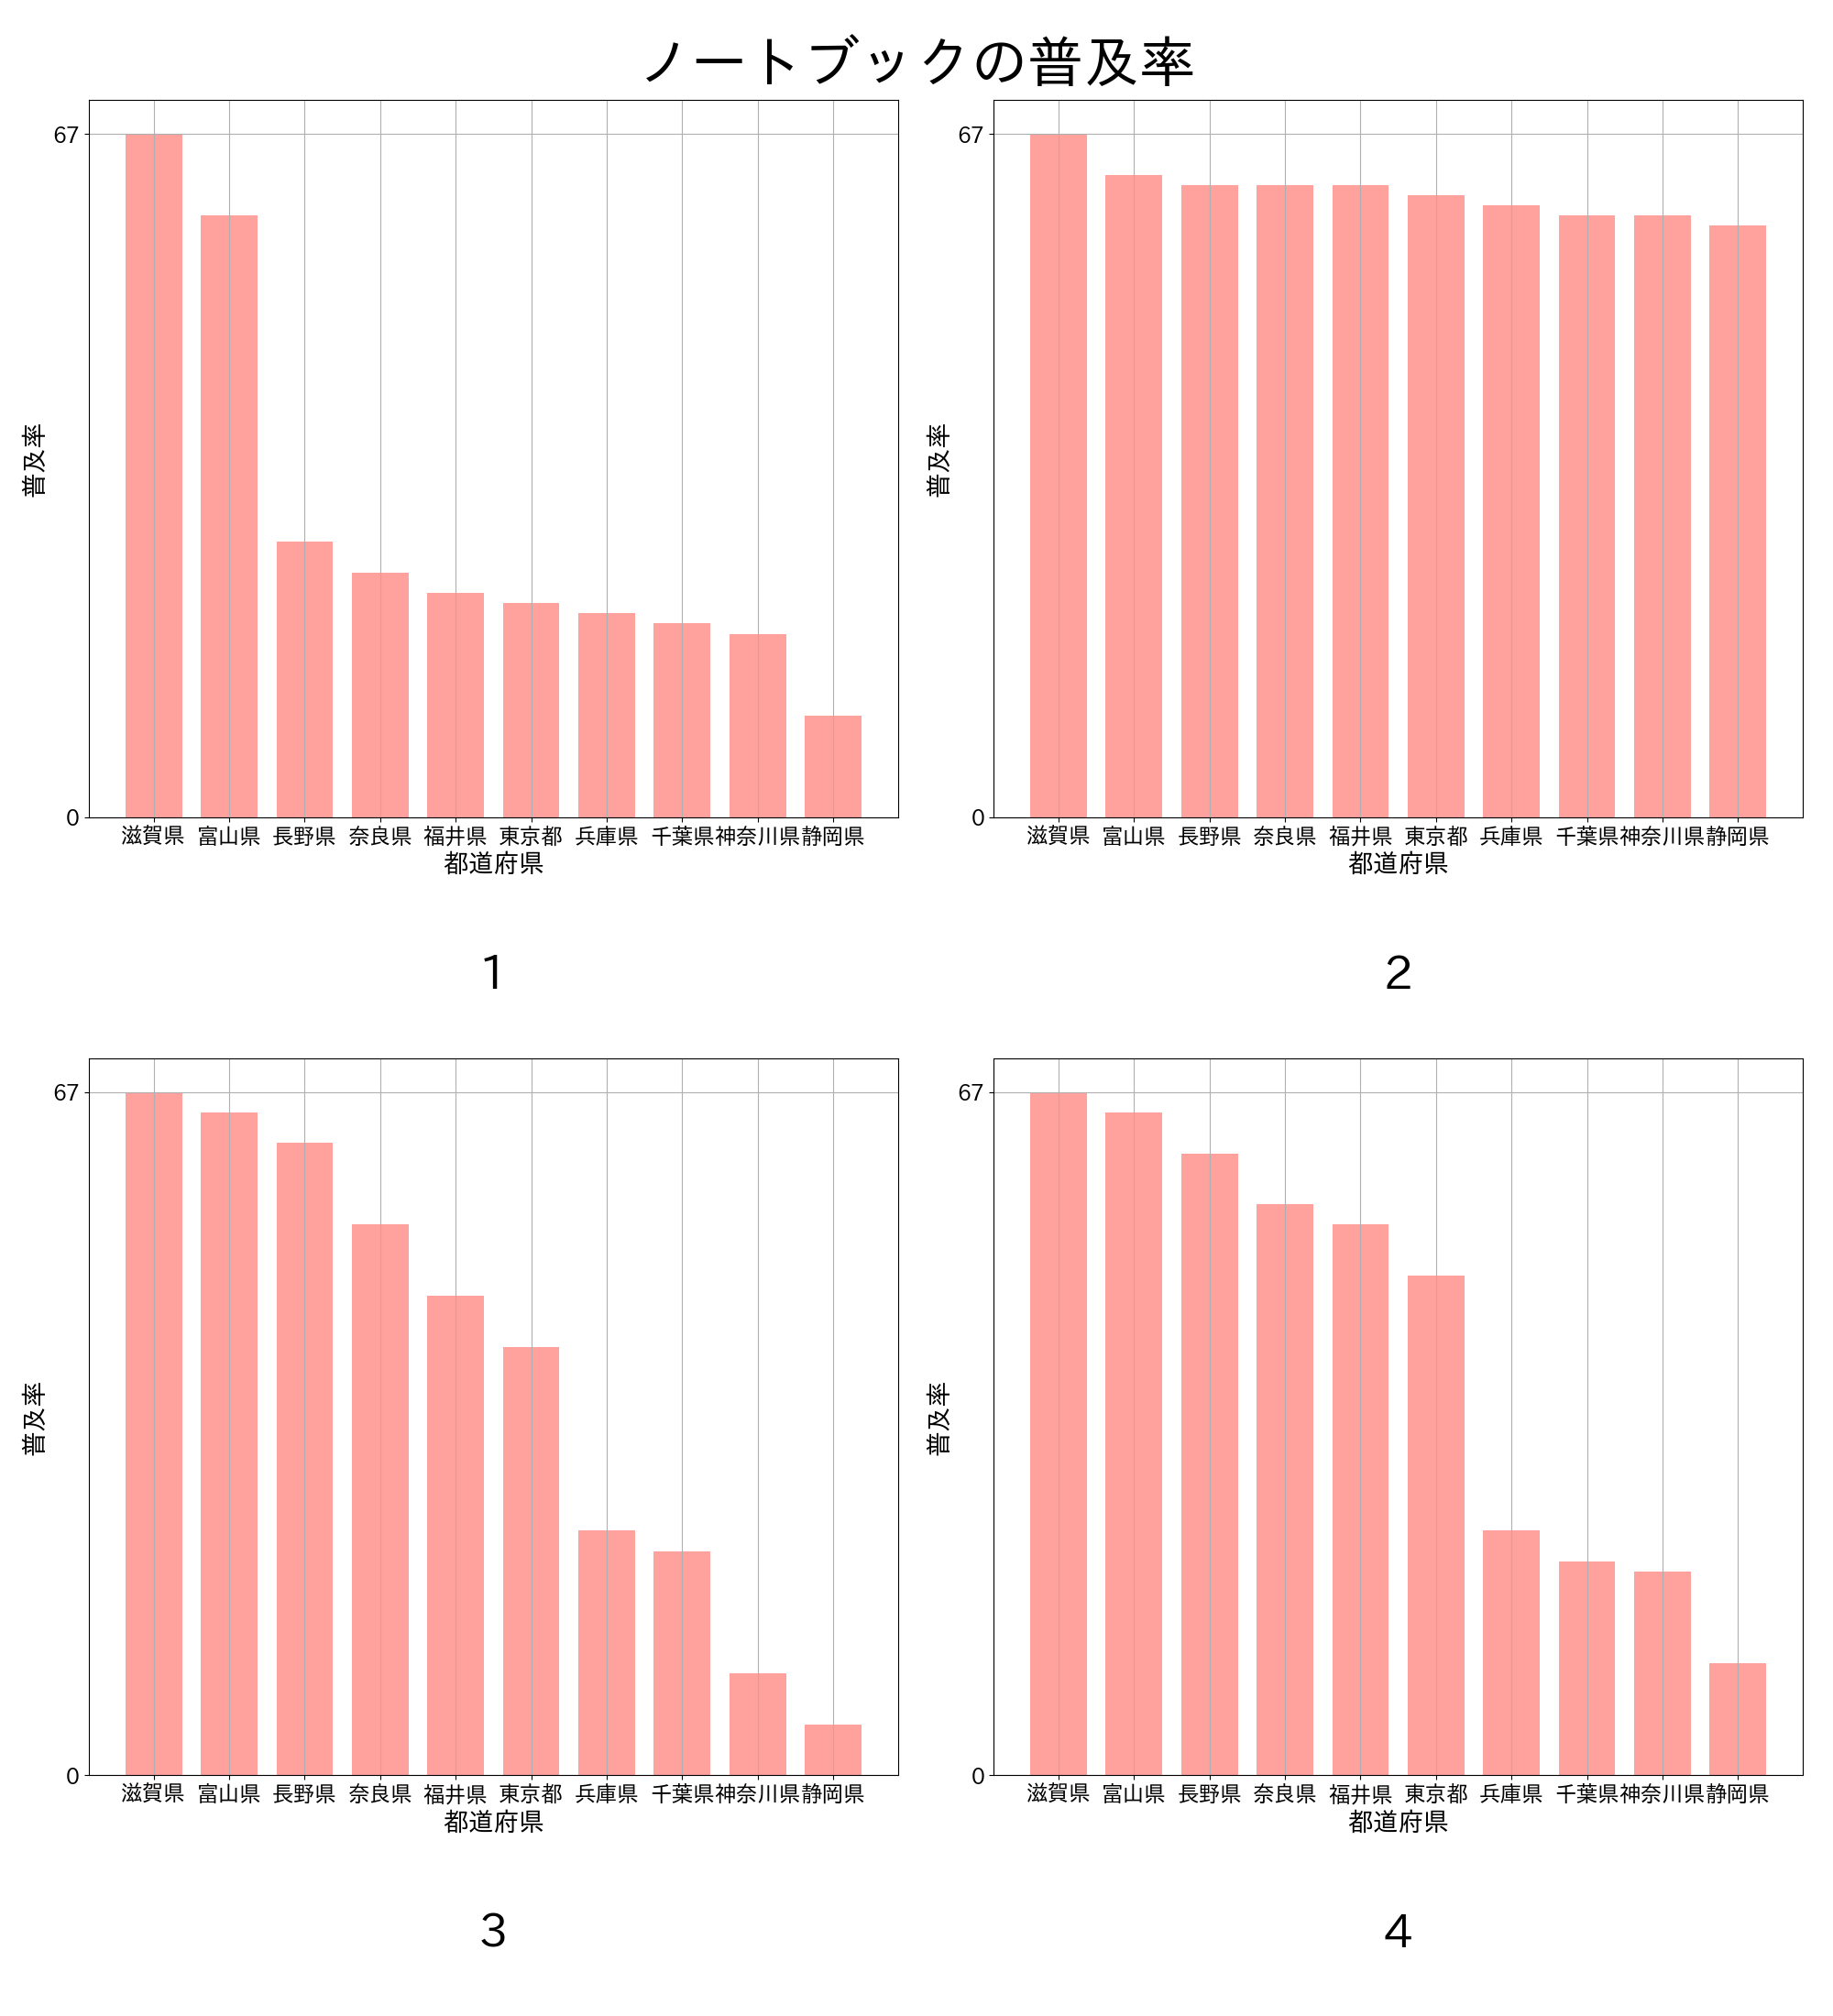 ノートブックの普及率
67
0
普及率
滋賀県 富山県 長野県 奈良県 福井県 東京都 兵庫県 千葉県 神奈川県 静岡県
都道府県
1
67
0
普及率
滋賀県 富山県 長野県 奈良県 福井県 東京都 兵庫県 千葉県 神奈川県 静岡県
都道府県
2
67
0
普及率
滋賀県 富山県 長野県 奈良県 福井県 東京都 兵庫県 千葉県 神奈川県 静岡県
都道府県
3
67
0
普及率
滋賀県 富山県 長野県 奈良県 福井県 東京都 兵庫県 千葉県 神奈川県 静岡県
都道府県
4